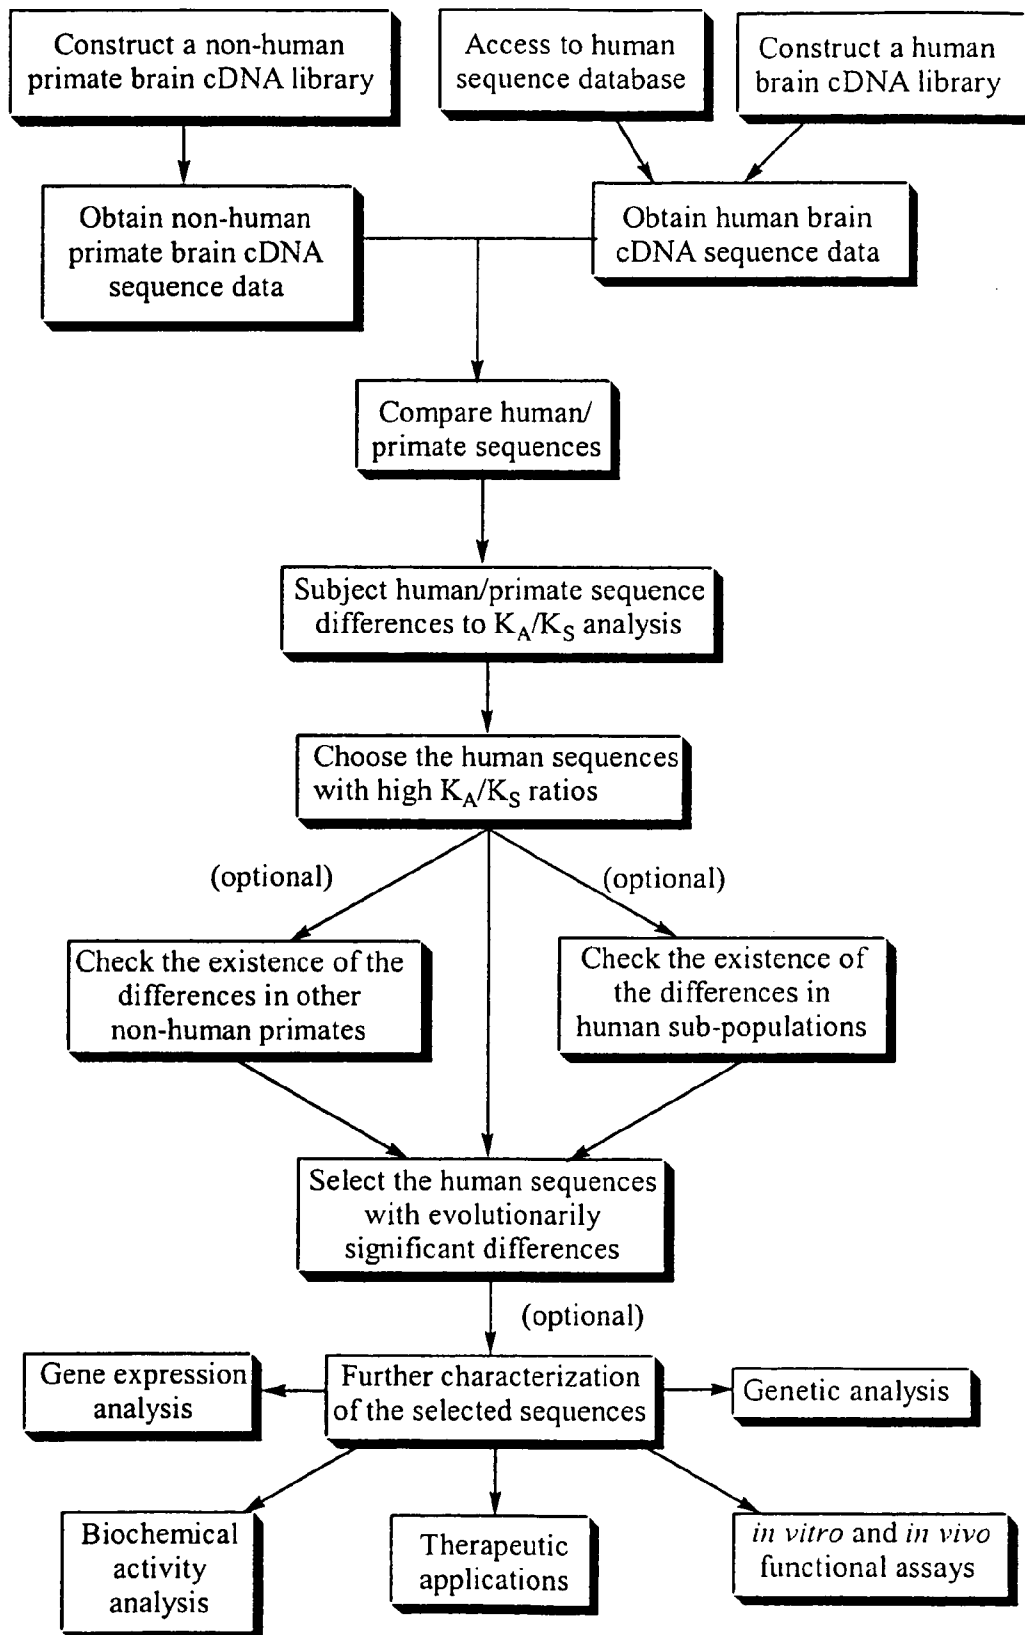 Construct a non-human
primate brain cDNA library
Access to human
sequence database
Construct a human
brain cDNA library
Obtain non-human
primate brain cDNA
sequence data
Obtain human brain
cDNA sequence data
Compare human/
primate sequences
Subject human/primate sequence
differences to KA/KS analysis
Choose the human sequences
with high KA/KS ratios
(optional)
(optional)
Check the existence of the
differences in other
non-human primates
Check the existence of
the differences in
human sub-populations
Select the human sequences
with evolutionarily
significant differences
(optional)
Gene expression
analysis
Further characterization
of the selected sequences
Genetic analysis
Biochemical
activity
analysis
Therapeutic
applications
in vitro and in vivo
functional assays